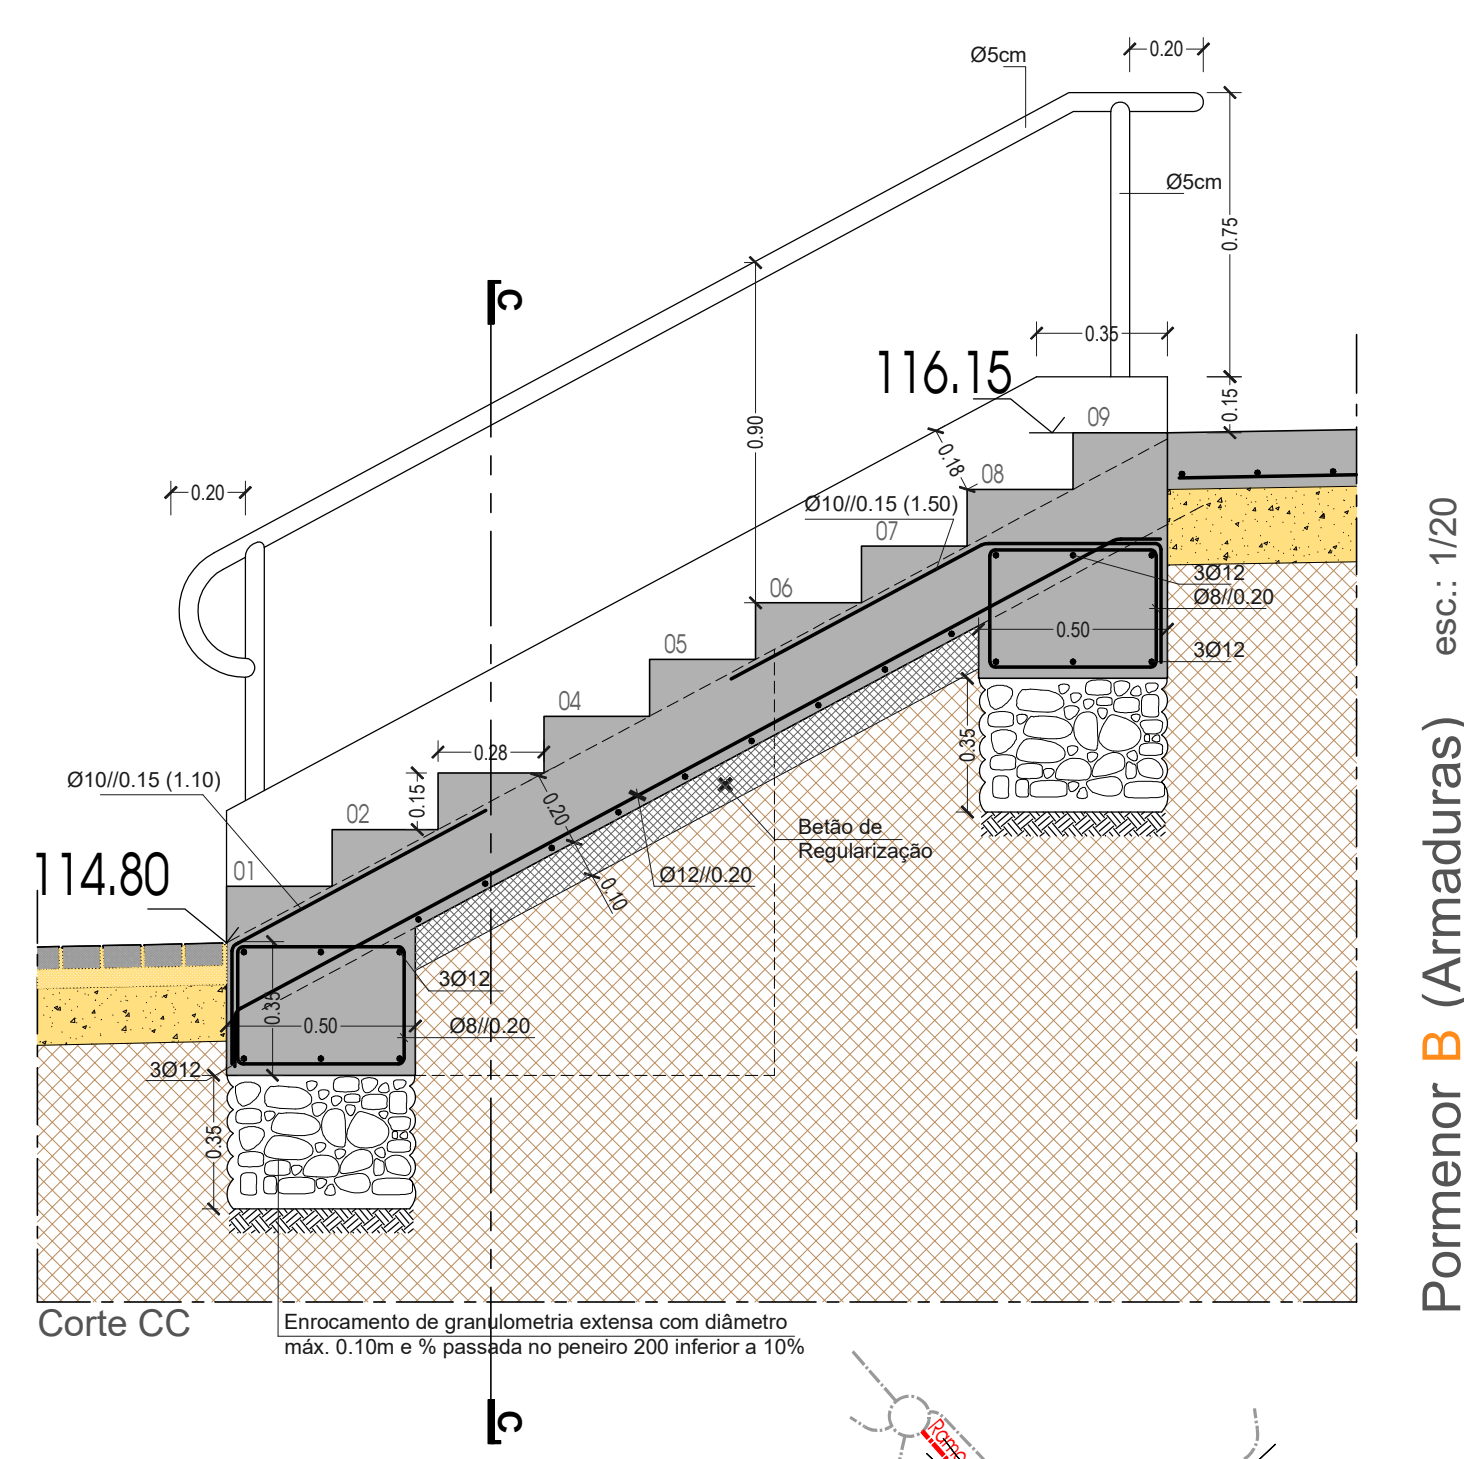 Ø5cm
0.20
Ø5cm
0.75
0.35
C
116.15
0.15
0.90
09
0.18
08
0.20
Ø10//0.15 (1.50)
07
3Ø12
06
Ø8//0.20
0.50
05
3Ø12
04
0.28
0.35
Ø10//0.15 (1.10)
0.15
0.20
02
Betão de
Regularização
114.80
01
Ø12//0.20
0.10
3Ø12
0.35
0.50
Ø8//0.20
3Ø12
0.35
Enrocamento de granulometria extensa com diâmetro
máx. 0.10m e % passada no peneiro 200 inferior a 10%
Corte CC
C
Ramo
Pormenor B (Armaduras) esc.: 1/20